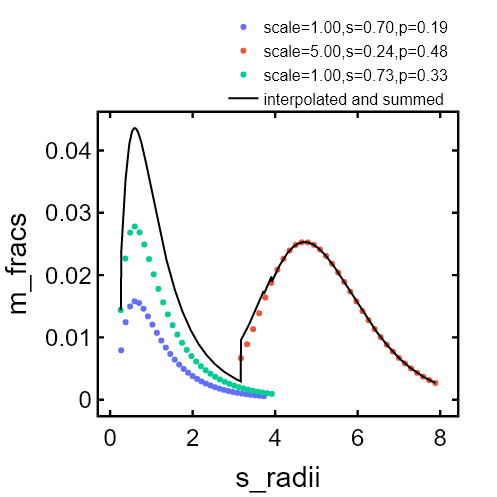 scale=1.00,s=0.70,p=0.19
scale=5.00,s=0.24,p=0.48
scale=1.00,s=0.73,p=0.33
interpolated and summed
0.04
0.03
0.02
0.01
0
m_fracs
0 2 4 6 8
s_radii